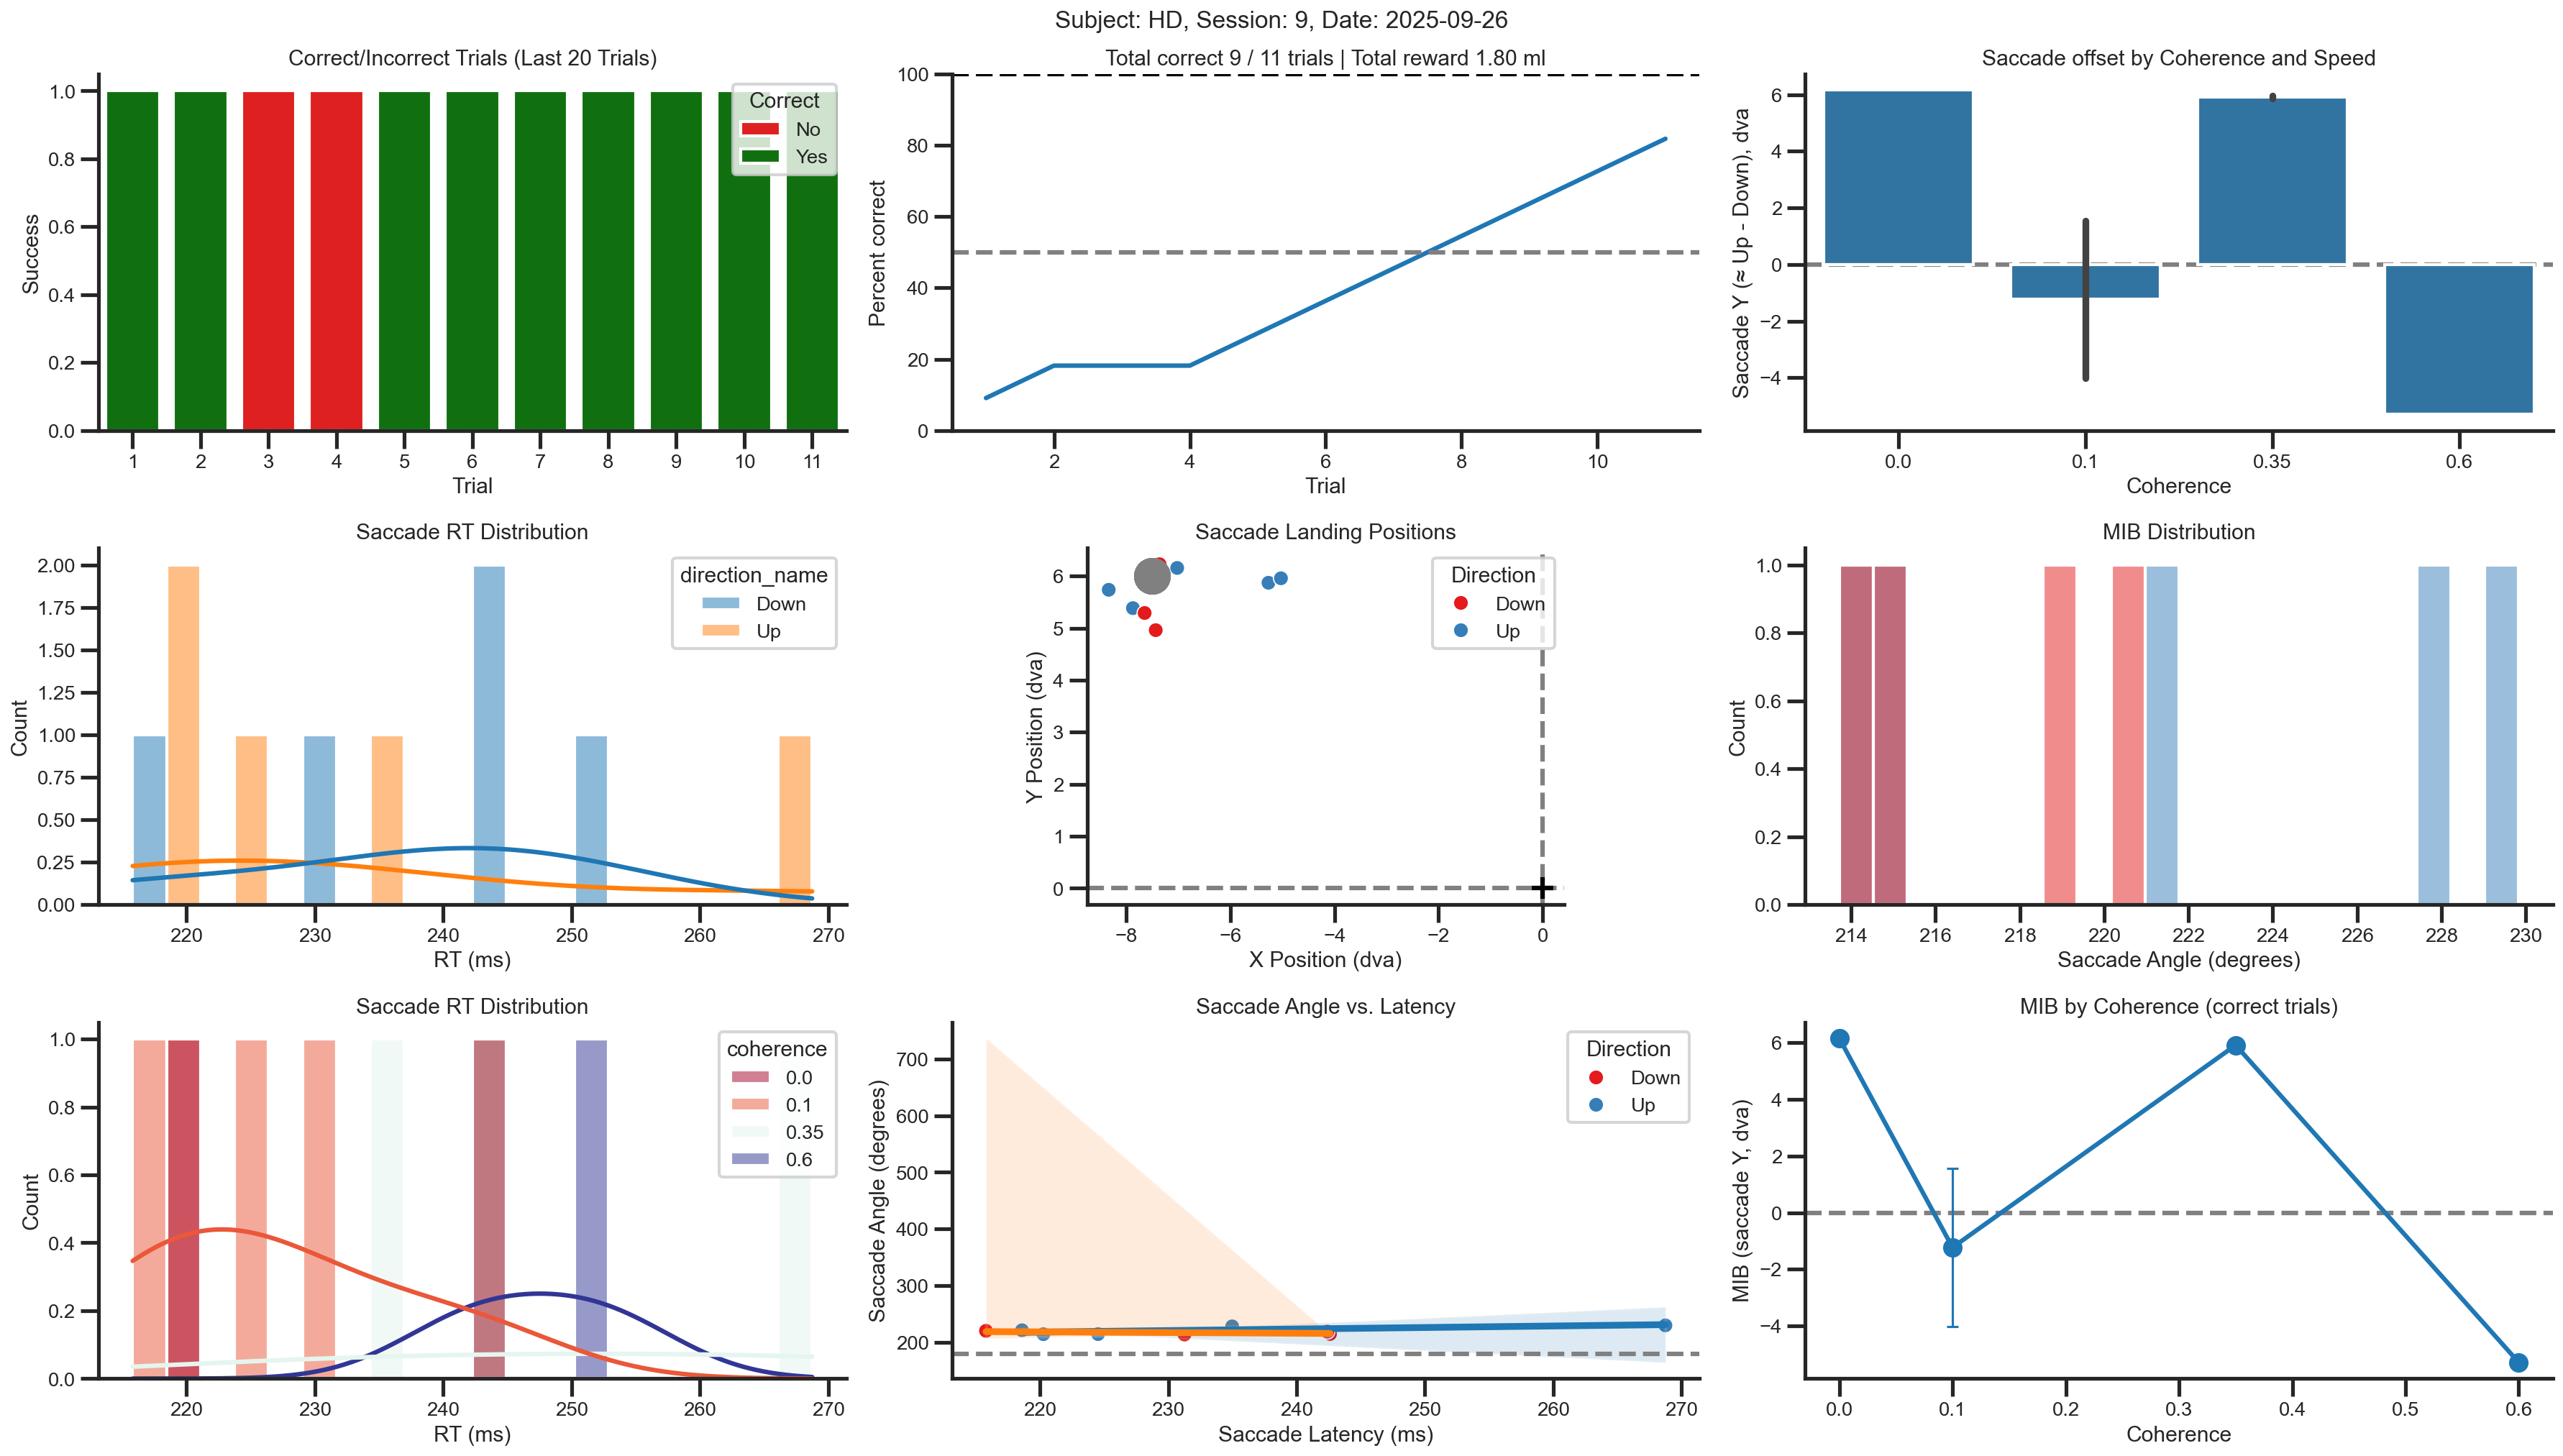 Subject: HD, Session: 9, Date: 2025-09-26
Correct/Incorrect Trials (Last 20 Trials)
Success
1.0
0.8
0.6
0.4
0.2
0.0
1 2 3 4 5 6 7 8 9 10 11
Trial
Correct
No
Yes
Total correct 9 / 11 trials | Total reward 1.80 ml
Percent correct
100
80
60
40
20
0
2 4 6 8 10
Trial
Saccade offset by Coherence and Speed
Saccade Y (≈ Up - Down), dva
6
4
2
0
−2
−4
0.0 0.1 0.35 0.6
Coherence
Saccade RT Distribution
Count
2.00
1.75
1.50
1.25
1.00
0.75
0.50
0.25
0.00
220 230 240 250 260 270
RT (ms)
direction_name
Down
Up
Saccade Landing Positions
Y Position (dva)
6
5
4
3
2
1
0
−8 −6 −4 −2 0
X Position (dva)
Direction
Down
Up
MIB Distribution
Count
1.0
0.8
0.6
0.4
0.2
0.0
214 216 218 220 222 224 226 228 230
Saccade Angle (degrees)
Saccade RT Distribution
Count
1.0
0.8
0.6
0.4
0.2
0.0
220 230 240 250 260 270
RT (ms)
coherence
0.0
0.1
0.35
0.6
Saccade Angle vs. Latency
Saccade Angle (degrees)
700
600
500
400
300
200
220 230 240 250 260 270
Saccade Latency (ms)
Direction
Down
Up
MIB by Coherence (correct trials)
MIB (saccade Y, dva)
6
4
2
0
−2
−4
0.0 0.1 0.2 0.3 0.4 0.5 0.6
Coherence